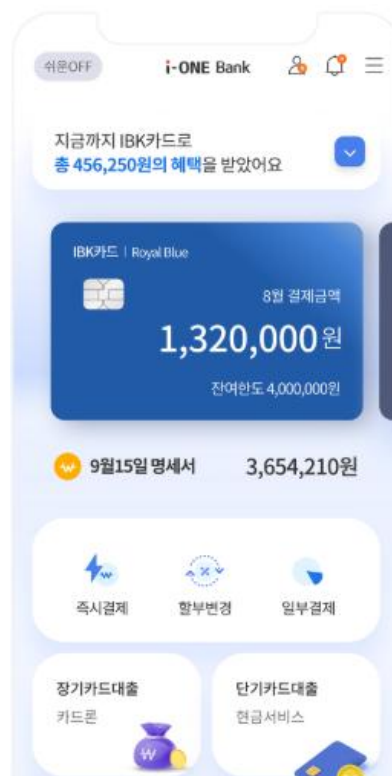 쉬운OFF
i-ONE Bank
지금까지 IBK카드로
총 456,250원의 혜택을 받았어요
IBK카드 | Royal Blue
8월 결제금액
1,320,000원
잔여한도 4,000,000원
9월15일 명세서 3,654,210원
즉시결제 할부변경 일부결제
장기카드대출 단기카드대출
카드론 현금서비스